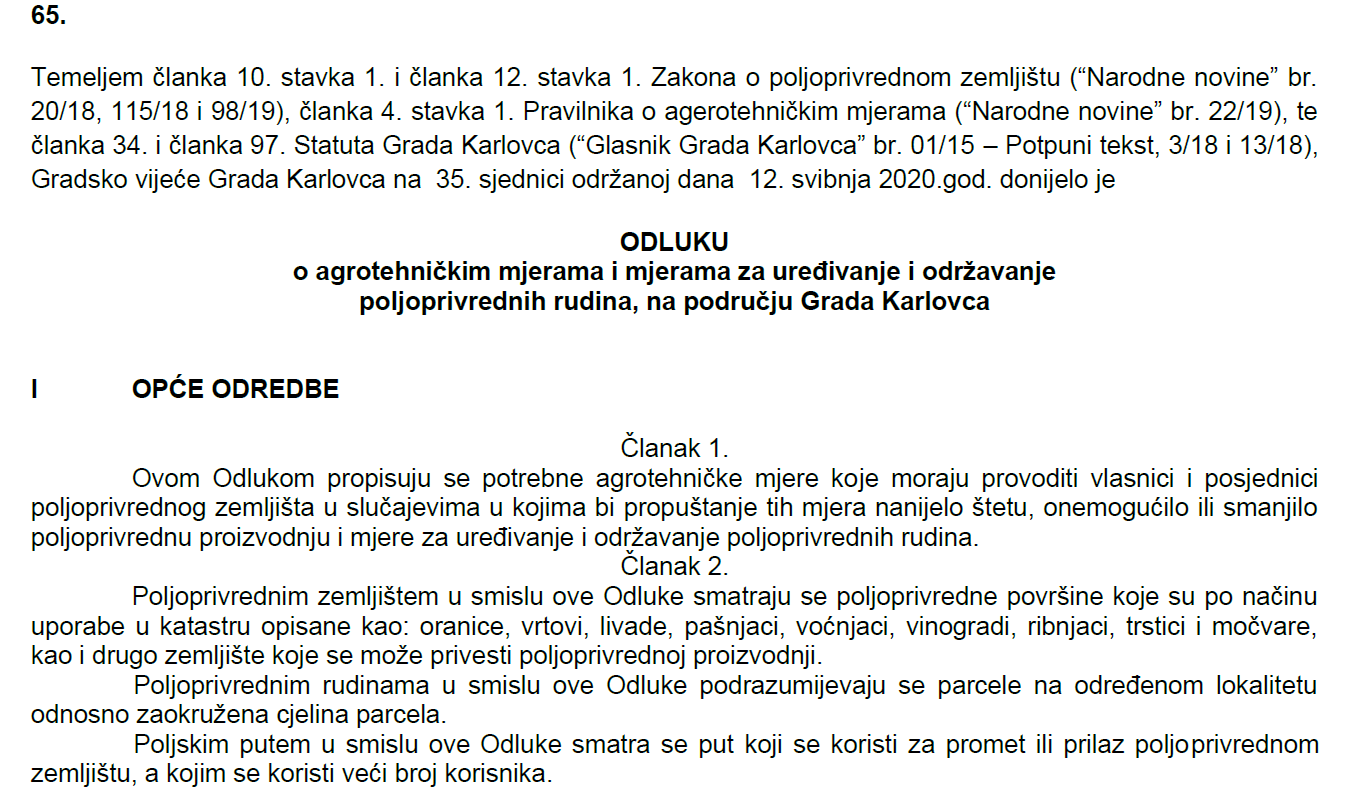 65.
Temeljem članka 10. stavka 1. i članka 12. stavka 1. Zakona o poljoprivrednom zemljištu (“Narodne novine” br.
20/18, 115/18 i 98/19), članka 4. stavka 1. Pravilnika o agerotehničkim mjerama (“Narodne novine” br. 22/19), te
članka 34. i članka 97. Statuta Grada Karlovca (“Glasnik Grada Karlovca” br. 01/15 – Potpuni tekst, 3/18 i 13/18),
Gradsko vijeće Grada Karlovca na 35. sjednici održanoj dana 12. svibnja 2020.god. donijelo je
ODLUKU
o agrotehničkim mjerama i mjerama za uređivanje i održavanje
poljoprivrednih rudina, na području Grada Karlovca
I OPĆE ODREDBE
Članak 1.
Ovom Odlukom propisuju se potrebne agrotehničke mjere koje moraju provoditi vlasnici i posjednici
poljoprivrednog zemljišta u slučajevima u kojima bi propuštanje tih mjera nanijelo štetu, onemogućilo ili smanjilo
poljoprivrednu proizvodnju i mjere za uređivanje i održavanje poljoprivrednih rudina.
Članak 2.
Poljoprivrednim zemljištem u smislu ove Odluke smatraju se poljoprivredne površine koje su po načinu
uporabe u katastru opisane kao: oranice, vrtovi, livade, pašnjaci, voćnjaci, vinogradi, ribnjaci, trstici i močvare,
kao i drugo zemljište koje se može privesti poljoprivrednoj proizvodnji.
Poljoprivrednim rudinama u smislu ove Odluke podrazumijevaju se parcele na određenom lokalitetu
odnosno zaokružena cjelina parcela.
Poljskim putem u smislu ove Odluke smatra se put koji se koristi za promet ili prilaz poljoprivrednom
zemljištu, a kojim se koristi veći broj korisnika.